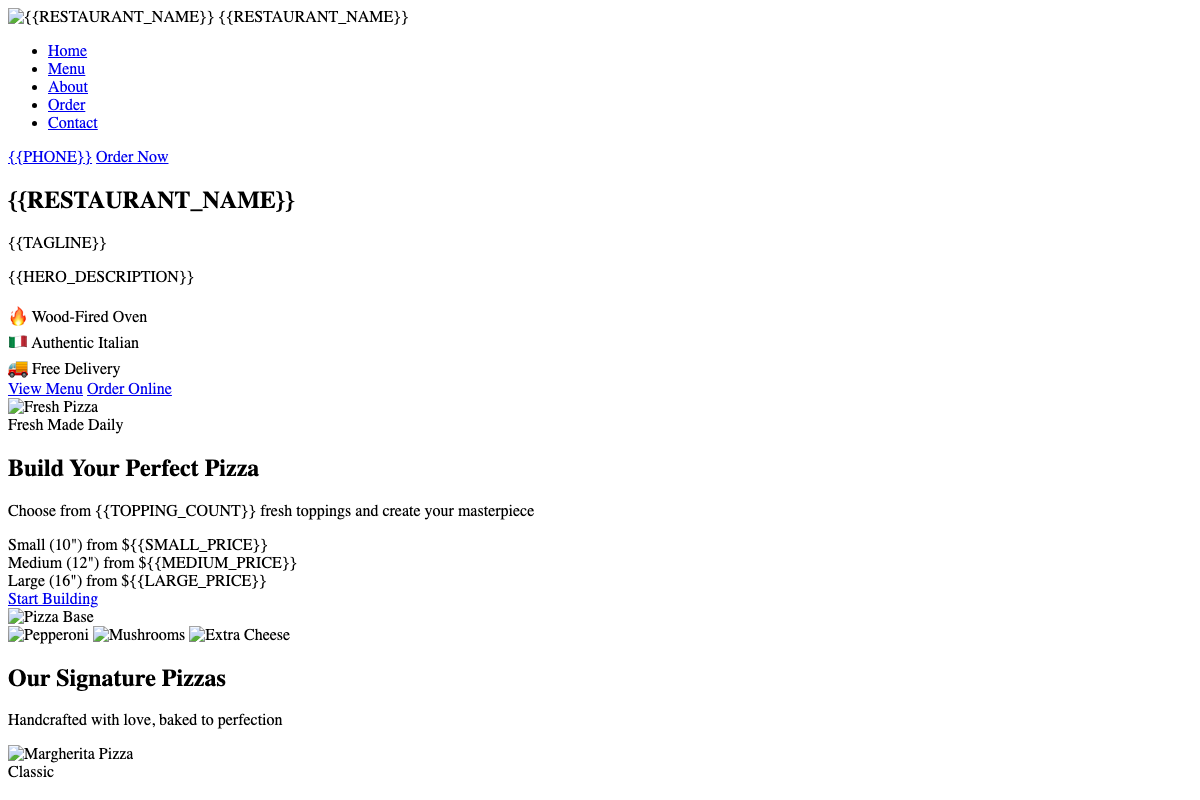 {{RESTAURANT_NAME}} {{RESTAURANT_NAME}}
Home
Menu
About
Order
Contact
{{PHONE}} Order Now
{{RESTAURANT_NAME}}
{{TAGLINE}}
{{HERO_DESCRIPTION}}
🔥 Wood-Fired Oven
🇮🇹 Authentic Italian
🚚 Free Delivery
View Menu Order Online
Fresh Pizza
Fresh Made Daily
Build Your Perfect Pizza
Choose from {{TOPPING_COUNT}} fresh toppings and create your masterpiece
Small (10") from ${{SMALL_PRICE}}
Medium (12") from ${{MEDIUM_PRICE}}
Large (16") from ${{LARGE_PRICE}}
Start Building
Pizza Base
Pepperoni Mushrooms Extra Cheese
Our Signature Pizzas
Handcrafted with love, baked to perfection
Margherita Pizza
Classic